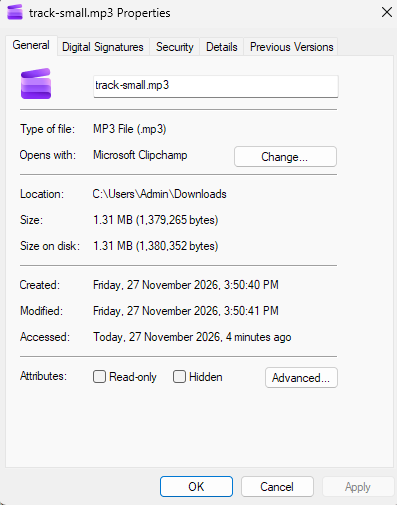 track-small.mp3 Properties
General Digital Signatures Security Details Previous Versions
track-small.mp3
Type of file: MP3 File (.mp3)
Opens with: Microsoft Clipchamp Change...
Location: C:\Users\Admin\Downloads
Size: 1.31 MB (1,379,265 bytes)
Size on disk: 1.31 MB (1,380,352 bytes)
Created: Friday, 27 November 2026, 3:50:40 PM
Modified: Friday, 27 November 2026, 3:50:41 PM
Accessed: Today, 27 November 2026, 4 minutes ago
Attributes: Read-only Hidden Advanced...
OK Cancel Apply